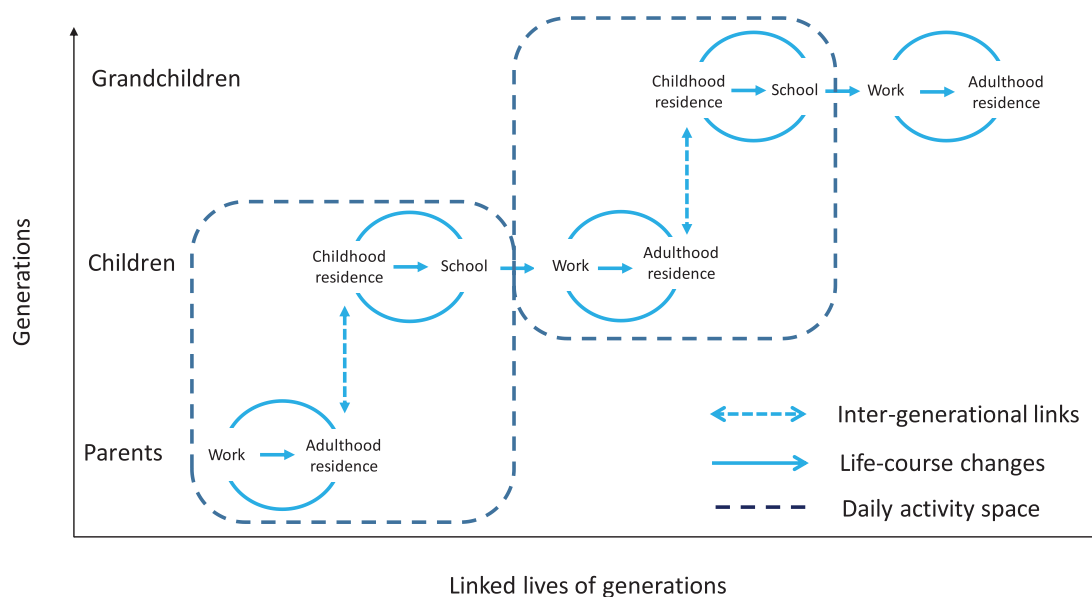 Grandchildren
Childhood
residence
School
Work
Adulthood
residence
Generations
Children
Childhood
residence
School
Work
Adulthood
residence
Parents
Work
Adulthood
residence
Inter-generational links
Life-course changes
Daily activity space
Linked lives of generations